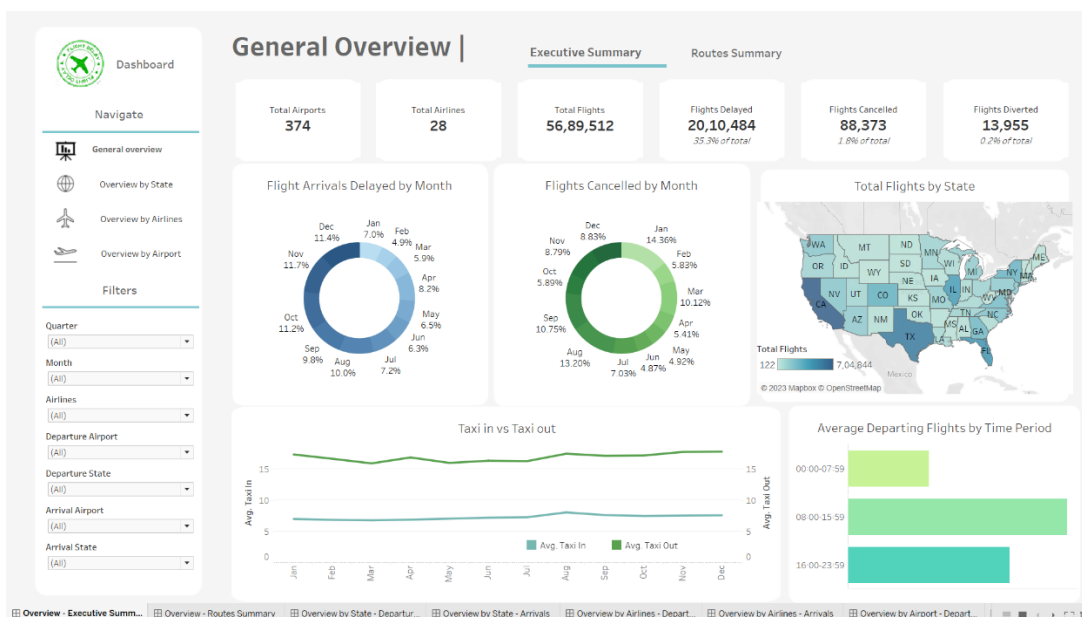 FLIGHT DELAY
Dashboard
Navigate
General overview
Overview by State
Overview by Airlines
Overview by Airport
Filters
Quarter
(All)
Month
(All)
Airlines
(All)
Departure Airport
(All)
Departure State
(All)
Arrival Airport
(All)
Arrival State
(All)
General Overview |
Executive Summary
Routes Summary
Total Airports
374
Total Airlines
28
Total Flights
56,89,512
Flights Delayed
20,10,484
35.3% of total
Flights Cancelled
88,373
1.8% of total
Flights Diverted
13,955
0.2% of total
Flight Arrivals Delayed by Month
Jan
7.0%
Feb
4.9%
Mar
5.9%
Apr
8.2%
May
6.5%
Jun
6.3%
Jul
7.2%
Aug
10.0%
Sep
9.8%
Oct
11.2%
Nov
11.7%
Dec
11.4%
Flights Cancelled by Month
Jan
14.36%
Feb
5.83%
Mar
10.12%
Apr
5.41%
May
4.92%
Jun
4.87%
Jul
7.03%
Aug
13.20%
Sep
10.75%
Oct
5.89%
Nov
8.79%
Dec
8.83%
Total Flights by State
WA MT ND MN ME
OR ID WY SD WI MI NY MA
NV UT CO NE IA IL IN WV MD
CA AZ NM KS MO TN NC
OK MS AL GA
TX LA FL
Mexico
Total Flights
122 7,04,844
© 2023 Mapbox © OpenStreetMap
Taxi in vs Taxi out
Avg. Taxi In
15
10
5
0
Avg. Taxi Out
15
10
5
0
Avg. Taxi In Avg. Taxi Out
Jan Feb Mar Apr May Jun Jul Aug Sep Oct Nov Dec
Average Departing Flights by Time Period
00:00-07:59
08:00-15:59
16:00-23:59
Overview - Executive Summ... Overview - Routes Summary Overview by State - Departur... Overview by State - Arrivals Overview by Airlines - Depart... Overview by Airlines - Arrivals Overview by Airport - Depart...